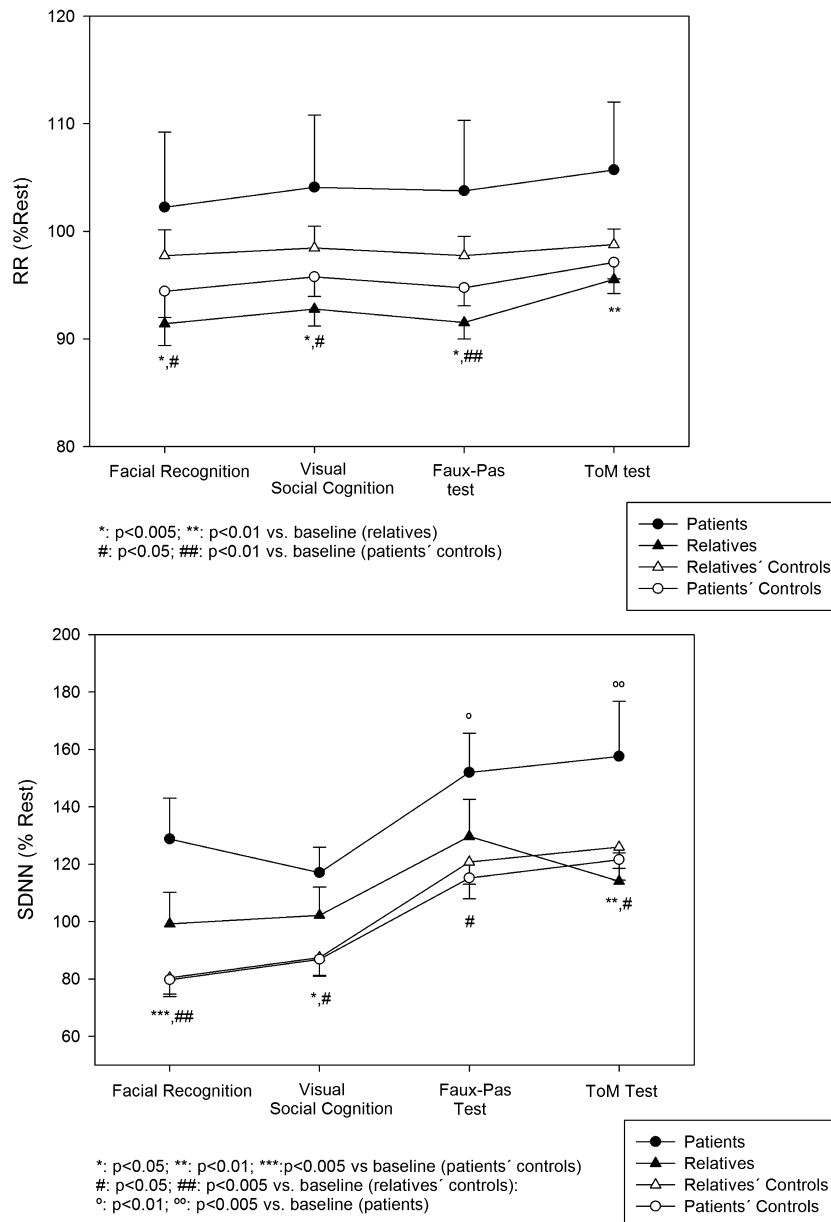 120
110
100
90
80
RR (%Rest)
*,#
*,#
*,##
**
Facial Recognition
Visual
Social Cognition
Faux-Pas
test
ToM test
*: p<0.005; **: p<0.01 vs. baseline (relatives)
#: p<0.05; ##: p<0.01 vs. baseline (patients´ controls)
Patients
Relatives
Relatives´ Controls
Patients´ Controls
200
180
160
140
120
100
80
60
SDNN (% Rest)
º
ºº
***,##
*,#
#
**,#
Facial Recognition
Visual
Social Cognition
Faux-Pas
Test
ToM Test
*: p<0.05; **: p<0.01; ***:p<0.005 vs baseline (patients´ controls)
#: p<0.05; ##: p<0.005 vs. baseline (relatives´ controls):
º: p<0.01; ºº: p<0.005 vs. baseline (patients)
Patients
Relatives
Relatives´ Controls
Patients´ Controls